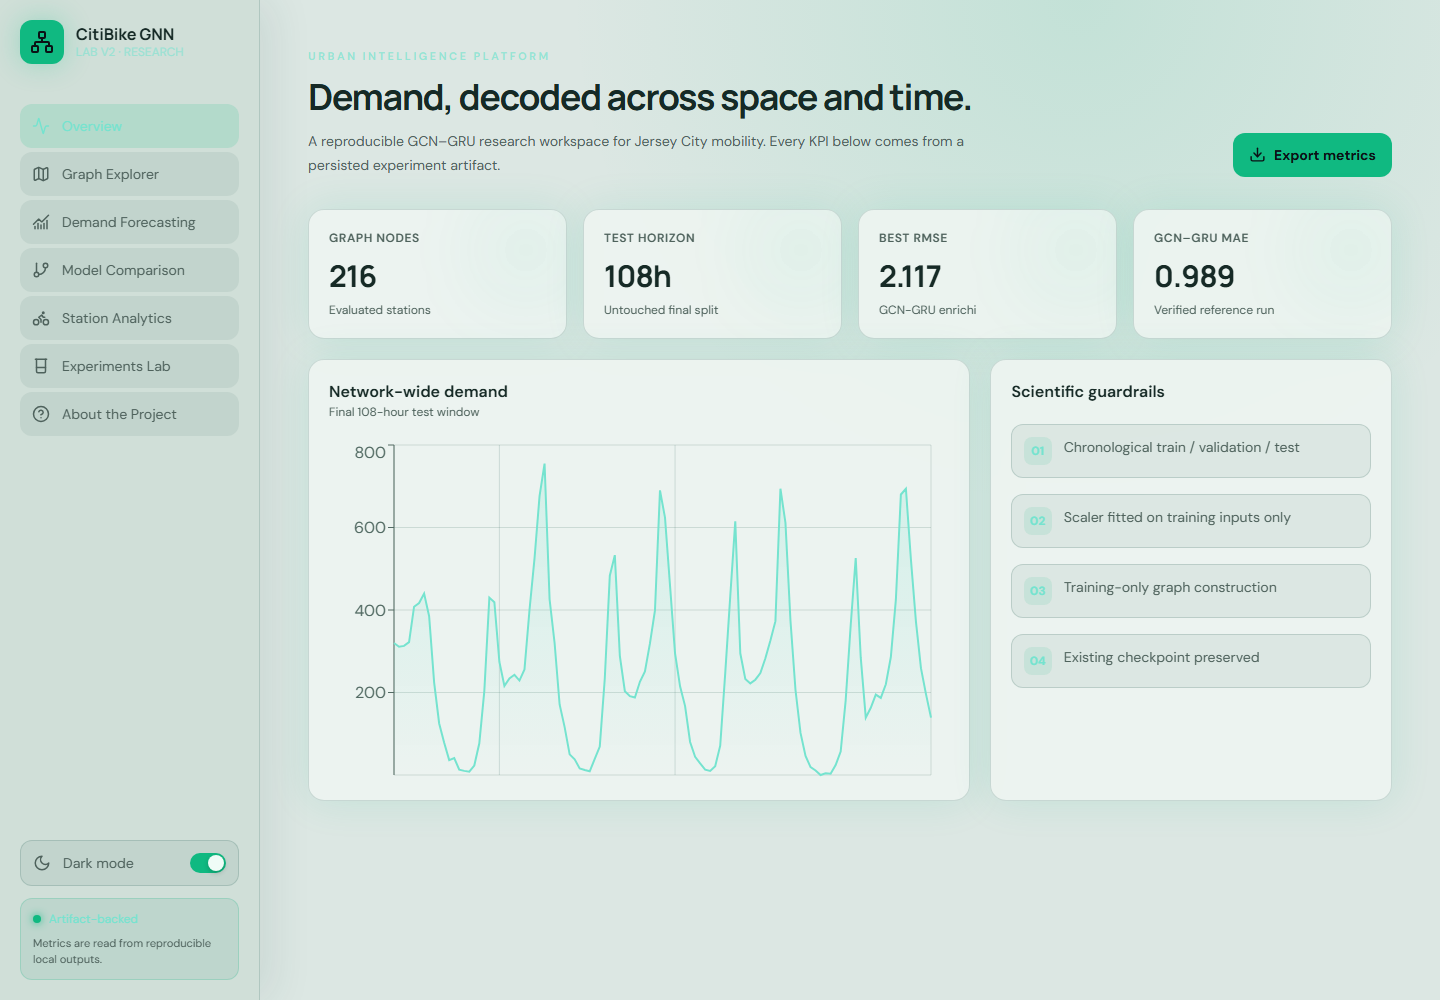 CitiBike GNN
LAB V2 · RESEARCH
Overview
Graph Explorer
Demand Forecasting
Model Comparison
Station Analytics
Experiments Lab
About the Project
Dark mode
Artifact-backed
Metrics are read from reproducible
local outputs.
URBAN INTELLIGENCE PLATFORM
Demand, decoded across space and time.
A reproducible GCN–GRU research workspace for Jersey City mobility. Every KPI below comes from a
persisted experiment artifact.
Export metrics
GRAPH NODES
216
Evaluated stations
TEST HORIZON
108h
Untouched final split
BEST RMSE
2.117
GCN-GRU enrichi
GCN–GRU MAE
0.989
Verified reference run
Network-wide demand
Final 108-hour test window
800
600
400
200
Scientific guardrails
01 Chronological train / validation / test
02 Scaler fitted on training inputs only
03 Training-only graph construction
04 Existing checkpoint preserved